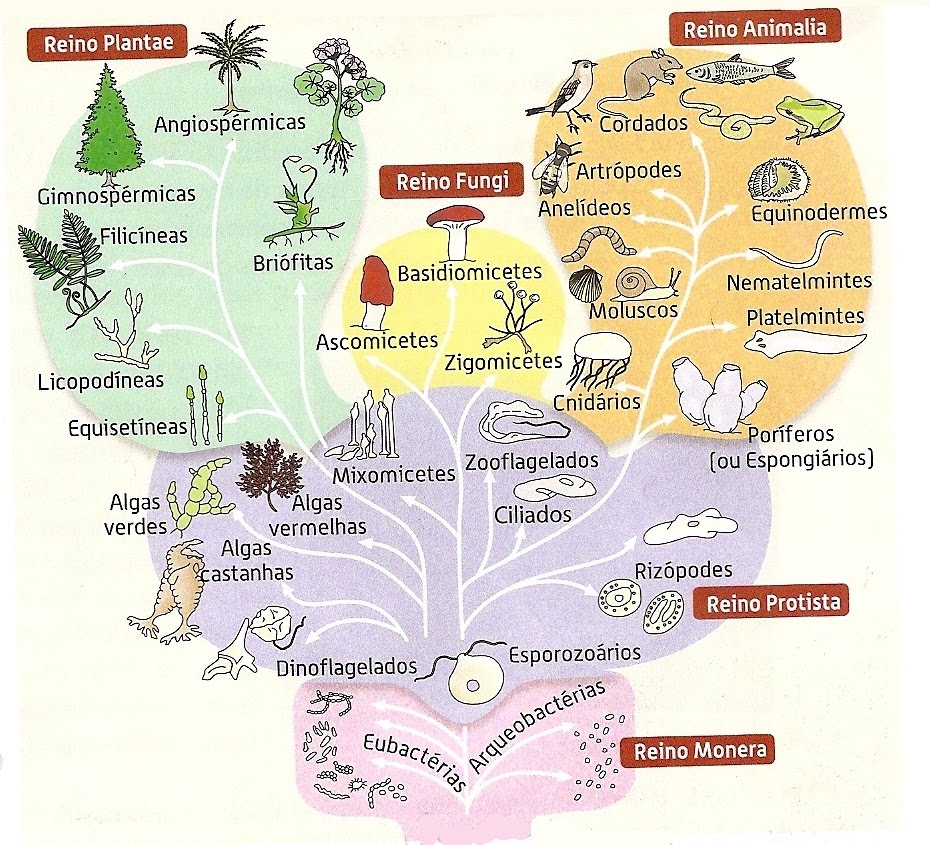 Reino Plantae
Reino Animalia
Angiospérmicas
Cordados
Gimnospérmicas
Reino Fungi
Artrópodes
Anelídeos
Equinodermes
Filicíneas
Briófitas
Basidiomicetes
Nematelmintes
Moluscos
Platelmintes
Ascomicetes
Zigomicetes
Licopodíneas
Cnidários
Equisetíneas
Poríferos
(ou Espongiários)
Mixomicetes
Zooflagelados
Algas
verdes
Algas
vermelhas
Ciliados
Algas
castanhas
Rizópodes
Reino Protista
Dinoflagelados
Esporozoários
Eubactérias
Arqueobactérias
Reino Monera